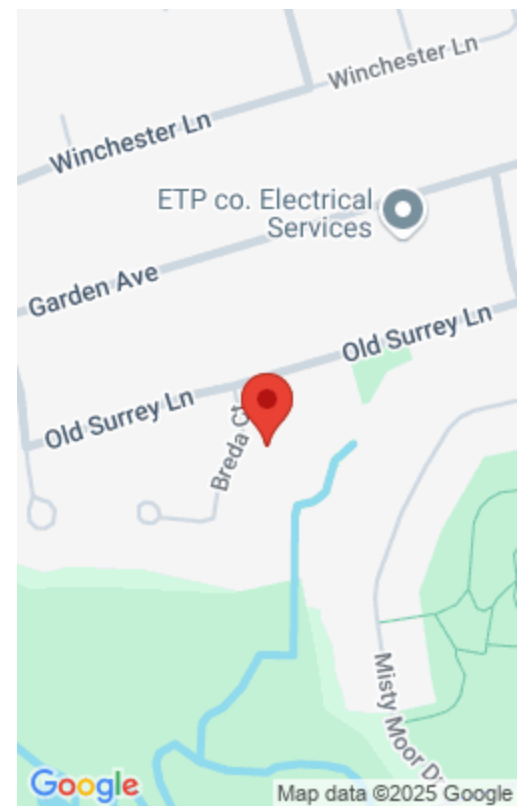 Winchester Ln
Winchester Ln
ETP co. Electrical
Services
Garden Ave
Old Surrey Ln
Old Surrey Ln
Breda Ct
Misty Moor Dr
Google
Map data ©2025 Google